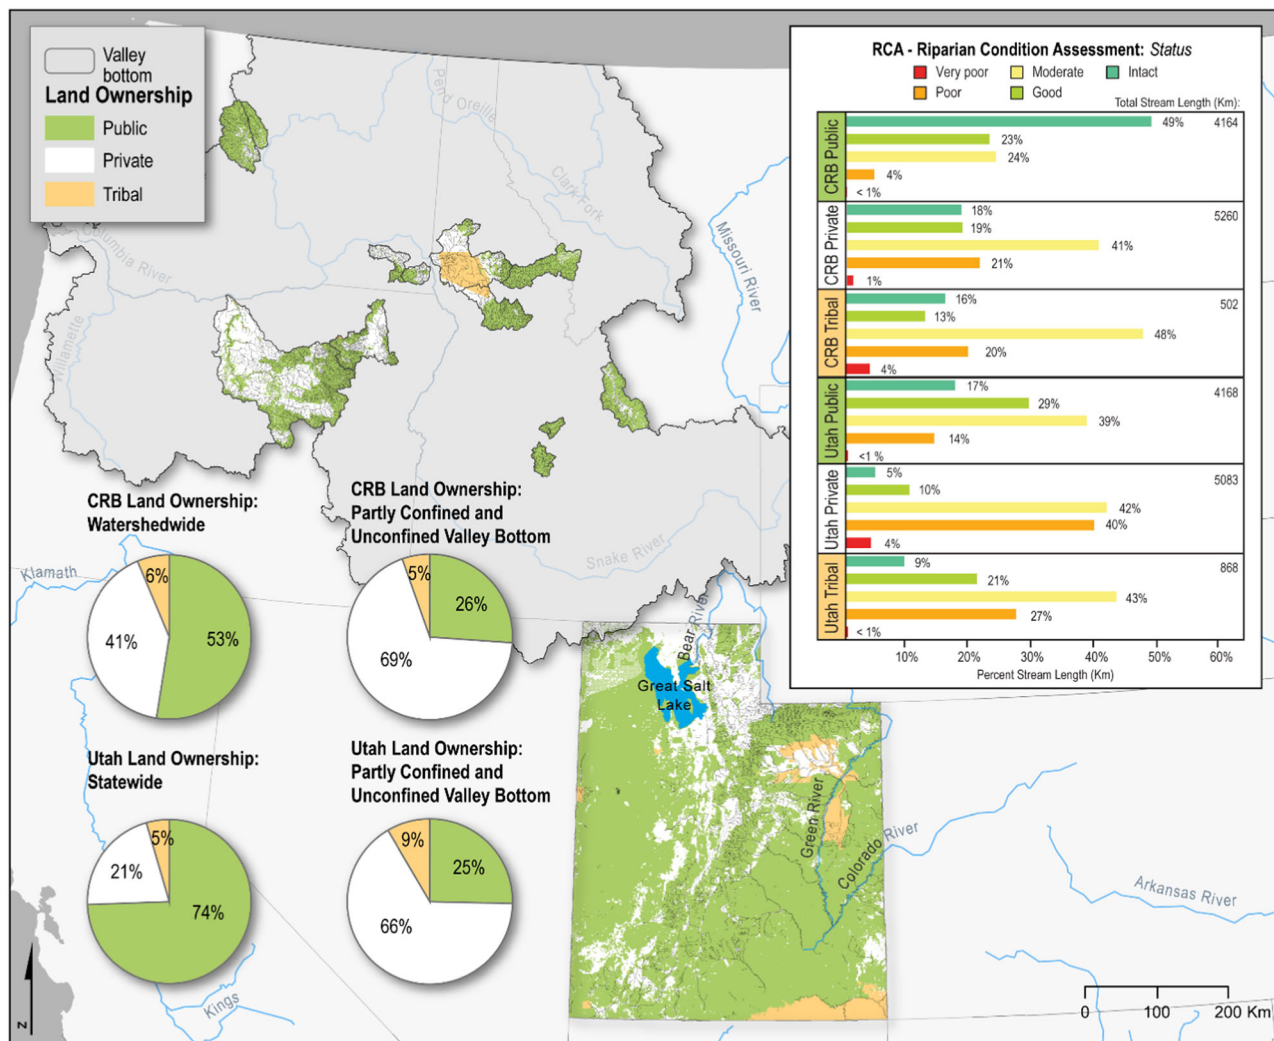 Valley
bottom
Land Ownership
Public
Private
Tribal
Pend Oreille
Clark Fork
Columbia River
Willamette
Missouri River
Snake River
Klamath
Bear River
Great Salt
Lake
Green River
Colorado River
Arkansas River
Kings
N
RCA - Riparian Condition Assessment: Status
Very poor
Moderate
Intact
Poor
Good
Total Stream Length (Km):
CRB Public
49%
4164
23%
24%
4%
< 1%
CRB Private
18%
5260
19%
41%
21%
1%
CRB Tribal
16%
502
13%
48%
20%
4%
Utah Public
17%
4168
29%
39%
14%
<1 %
Utah Private
5%
5083
10%
42%
40%
4%
Utah Tribal
9%
868
21%
43%
27%
< 1%
10% 20% 30% 40% 50% 60%
Percent Stream Length (Km)
CRB Land Ownership:
Watershedwide
6%
41%
53%
CRB Land Ownership:
Partly Confined and
Unconfined Valley Bottom
5%
26%
69%
Utah Land Ownership:
Statewide
5%
21%
74%
Utah Land Ownership:
Partly Confined and
Unconfined Valley Bottom
9%
25%
66%
0 100 200 Km